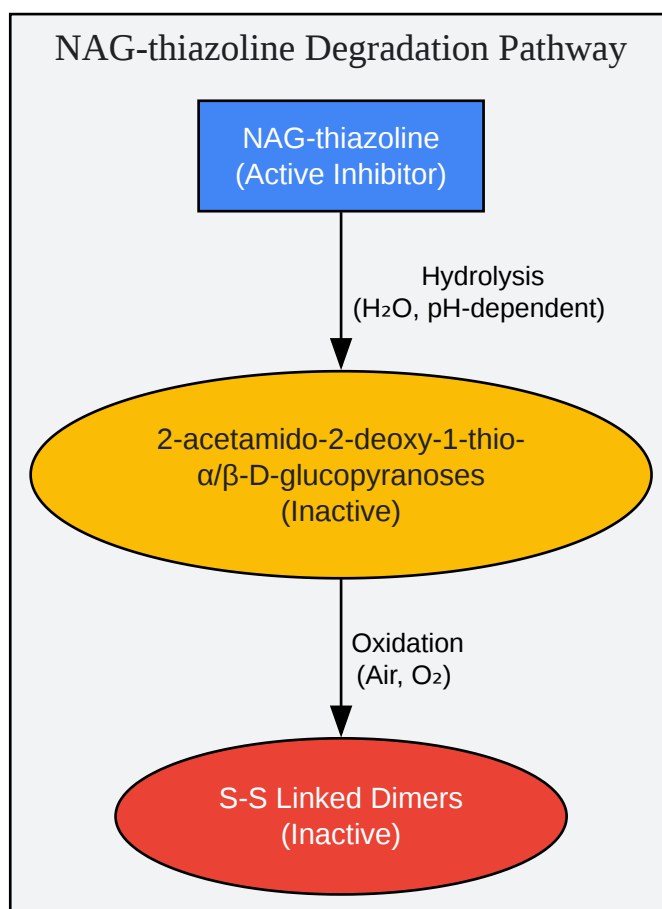 NAG-thiazoline Degradation Pathway
NAG-thiazoline
(Active Inhibitor)
Hydrolysis
(H₂O, pH-dependent)
2-acetamido-2-deoxy-1-thio-
α/β-D-glucopyranoses
(Inactive)
Oxidation
(Air, O₂)
S-S Linked Dimers
(Inactive)